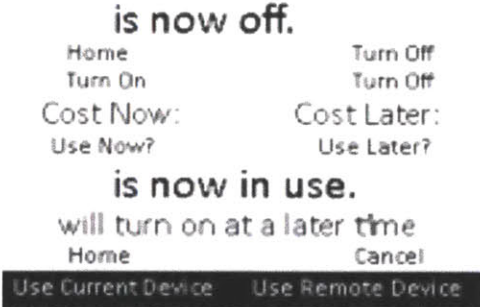 is now off.
Home Turn Off
Turn On Turn Off
Cost Now: Cost Later:
Use Now? Use Later?
is now in use.
will turn on at a later time
Home Cancel
Use Current Device Use Remote Device